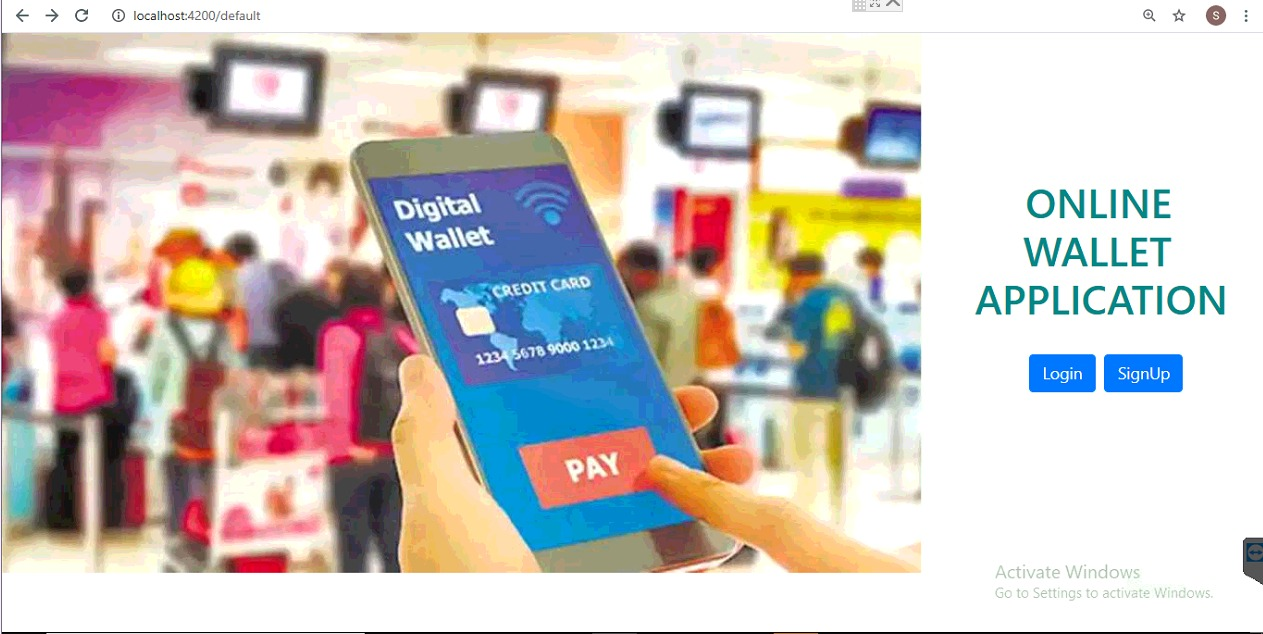 localhost:4200/default
S
Digital
Wallet
CREDIT CARD
1234 5678 9000 1234
PAY
ONLINE
WALLET
APPLICATION
Login SignUp
Activate Windows
Go to Settings to activate Windows.